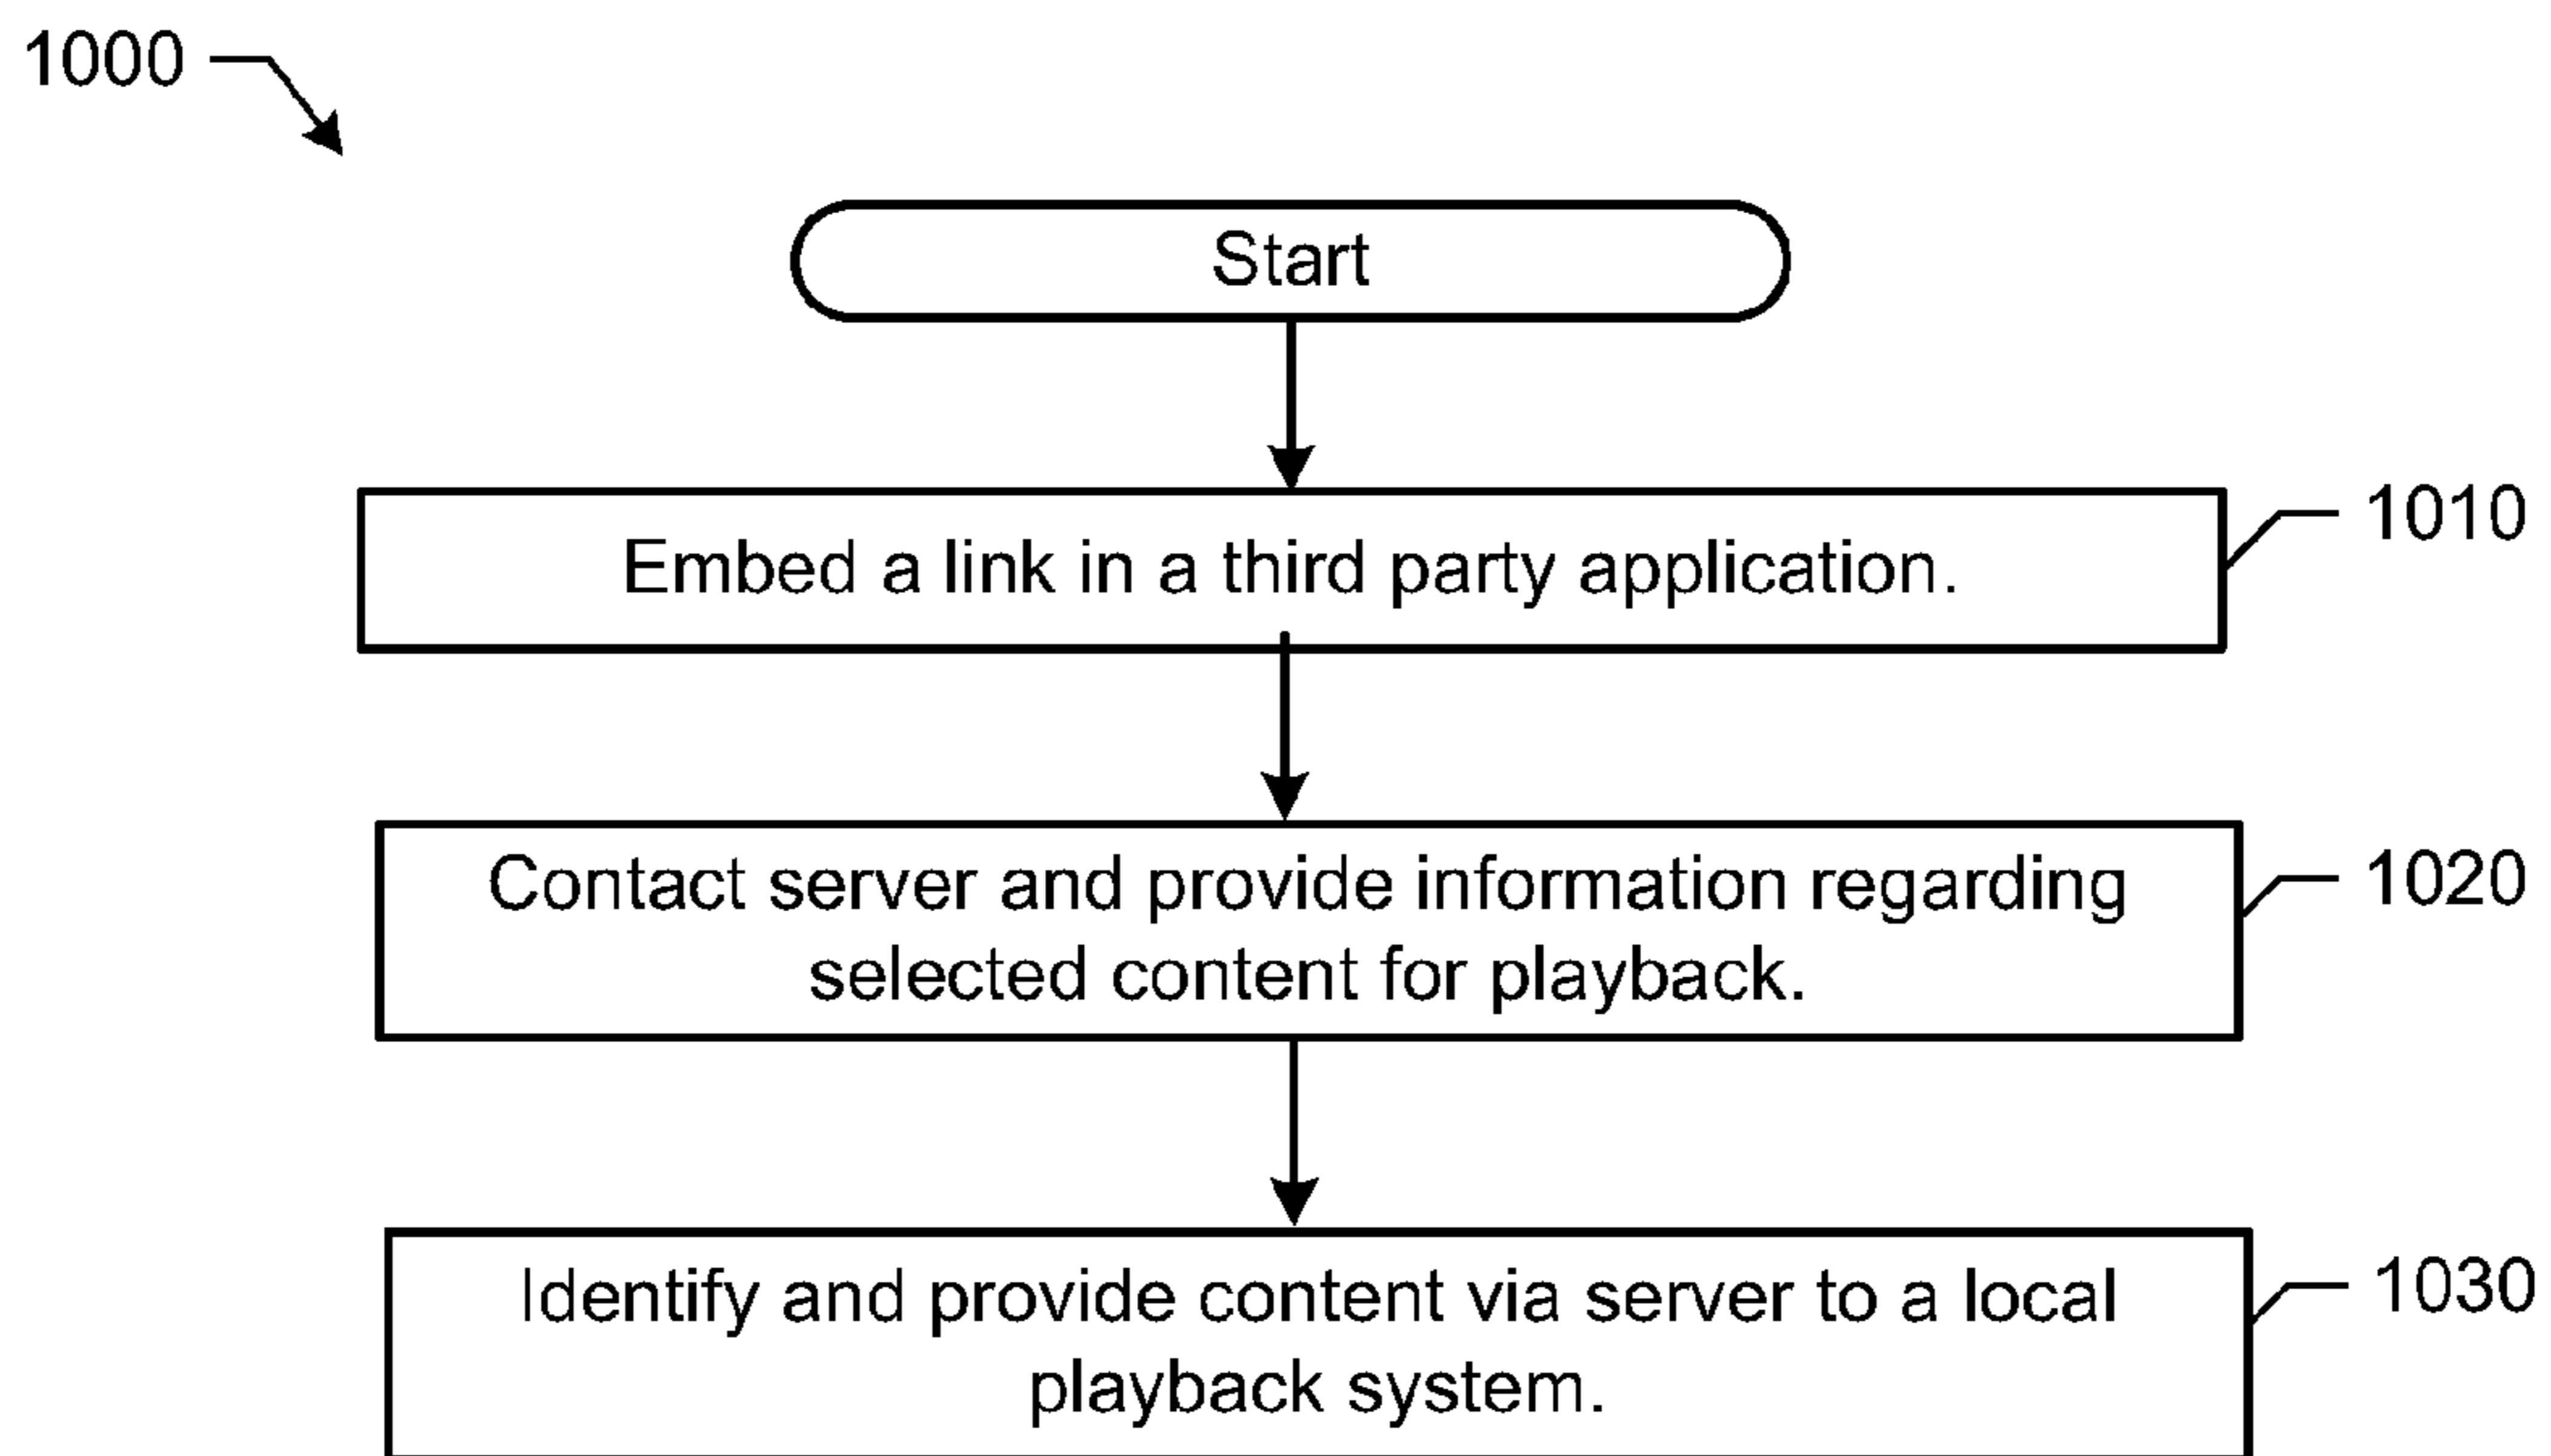 1000
Start
Embed a link in a third party application.
1010
Contact server and provide information regarding
selected content for playback.
1020
Identify and provide content via server to a local
playback system.
1030